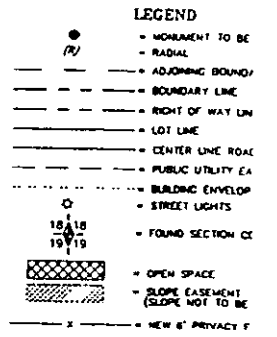 LEGEND
= MONUMENT TO BE
(R) = RADIAL
= ADJOINING BOUNDA
= BOUNDARY LINE
= RIGHT OF WAY LIN
= LOT LINE
= CENTER LINE ROAD
= PUBLIC UTILITY EA
= BUILDING ENVELOP
= STREET LIGHTS
18 18
19 19 = FOUND SECTION CO
= OPEN SPACE
= SLOPE EASEMENT
(SLOPE NOT TO BE
x = NEW 6' PRIVACY F